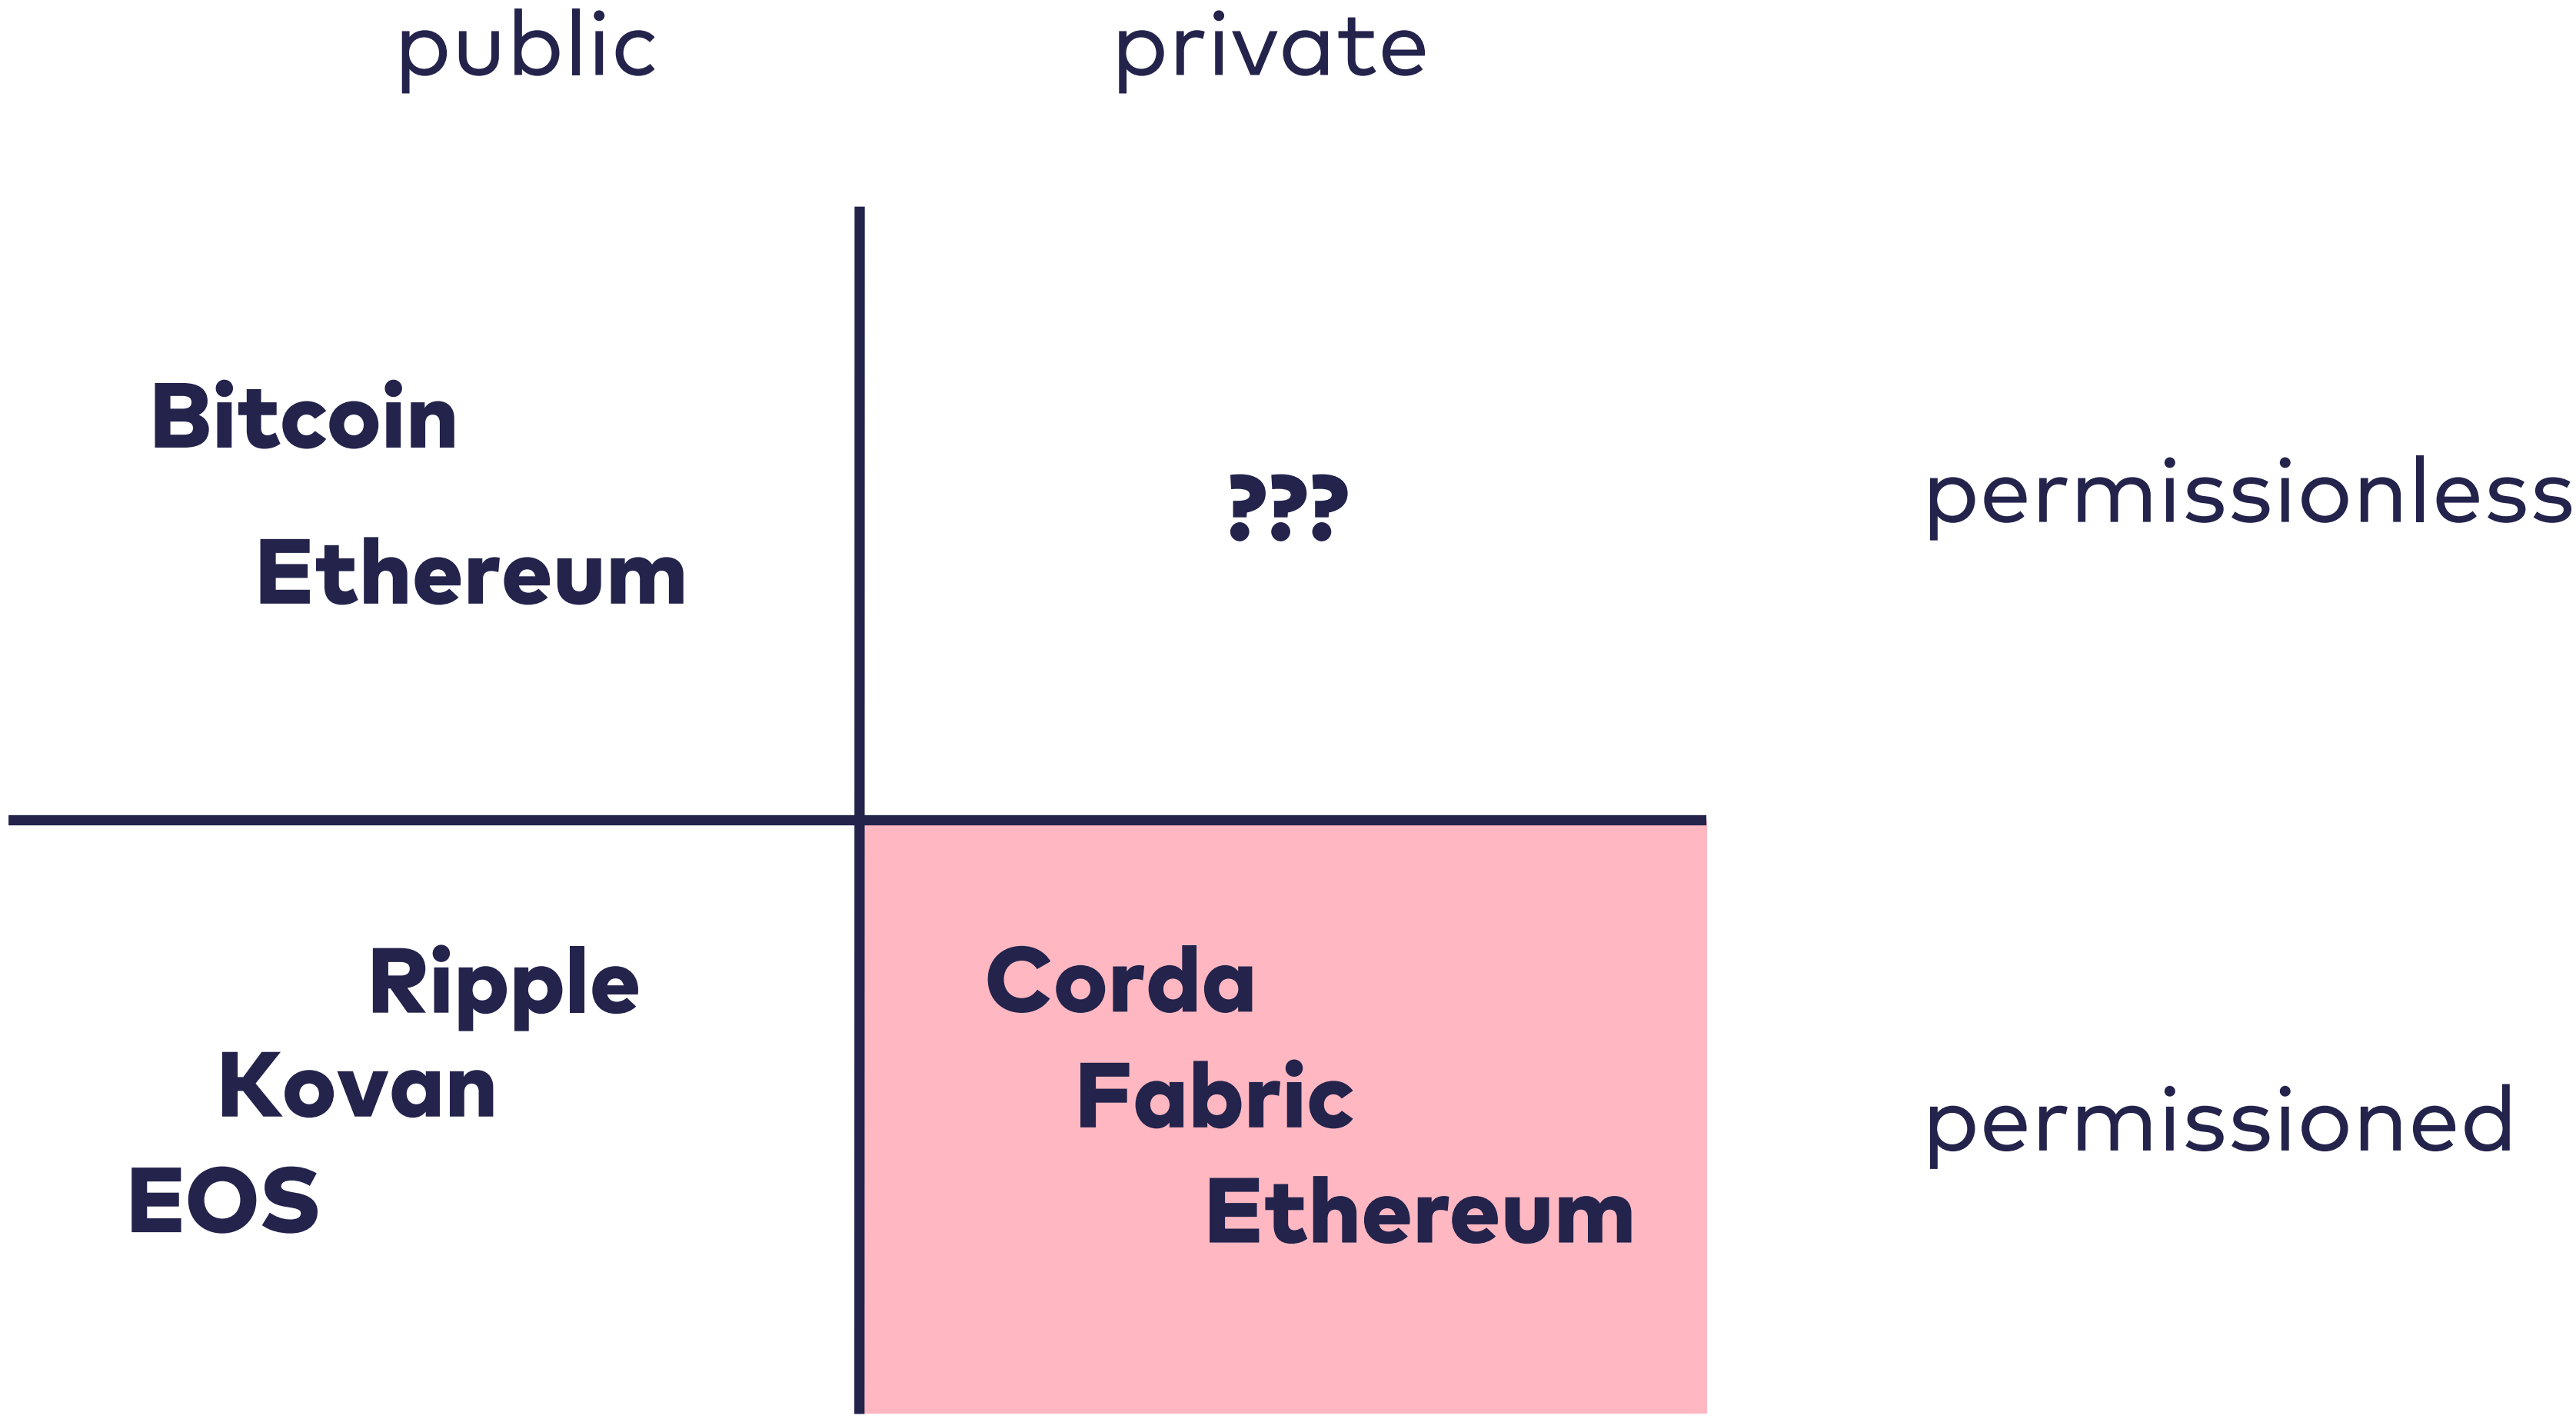 public private
Bitcoin
Ethereum
???
permissionless
Ripple
Kovan
EOS
Corda
Fabric
Ethereum
permissioned